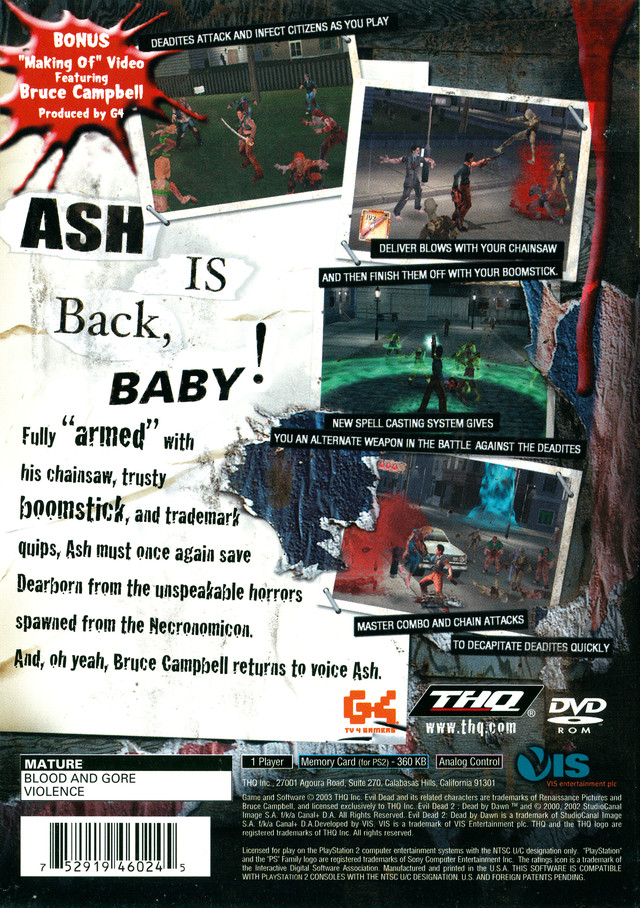 BONUS
"Making Of" Video
Featuring
Bruce Campbell
Produced by G4
DEADITES ATTACK AND INFECT CITIZENS AS YOU PLAY
DELIVER BLOWS WITH YOUR CHAINSAW
AND THEN FINISH THEM OFF WITH YOUR BOOMSTICK.
ASH
IS
Back,
BABY!
NEW SPELL CASTING SYSTEM GIVES
YOU AN ALTERNATE WEAPON IN THE BATTLE AGAINST THE DEADITES
Fully "armed" with
his chainsaw, trusty
boomstick, and trademark
quips, Ash must once again save
Dearborn from the unspeakable horrors
spawned from the Necronomicon.
And, oh yeah, Bruce Campbell returns to voice Ash.
MASTER COMBO AND CHAIN ATTACKS
TO DECAPITATE DEADITES QUICKLY
G4
TV 4 GAMERS
THQ®
www.thq.com
DVD
ROM
MATURE
BLOOD AND GORE
VIOLENCE
1 Player
Memory Card (for PS2) - 360 KB
Analog Control
VIS
VIS entertainment plc
THQ Inc., 27001 Agoura Road, Suite 270, Calabasas Hills, California 91301
Game and Software © 2003 THQ Inc. Evil Dead and its related characters are trademarks of Renaissance Pictures and
Bruce Campbell, and licensed exclusively to THQ Inc. Evil Dead 2 : Dead by Dawn ™ and © 2000, 2002 StudioCanal
Image S.A. f/k/a Canal+ D.A. All Rights Reserved. Evil Dead 2: Dead by Dawn is a trademark of StudioCanal Image
S.A. f/k/a Canal+ D.A.Developed by VIS. VIS is a trademark of VIS Entertainment plc. THQ and the THQ logo are
registered trademarks of THQ Inc. All rights reserved.
Licensed for play on the PlayStation 2 computer entertainment systems with the NTSC U/C designation only. "PlayStation"
and the "PS" Family logo are registered trademarks of Sony Computer Entertainment Inc. The ratings icon is a trademark of
the Interactive Digital Software Association. Manufactured and printed in the U.S.A. THIS SOFTWARE IS COMPATIBLE
WITH PLAYSTATION 2 CONSOLES WITH THE NTSC U/C DESIGNATION. U.S. AND FOREIGN PATENTS PENDING.
7 52919 46024 5